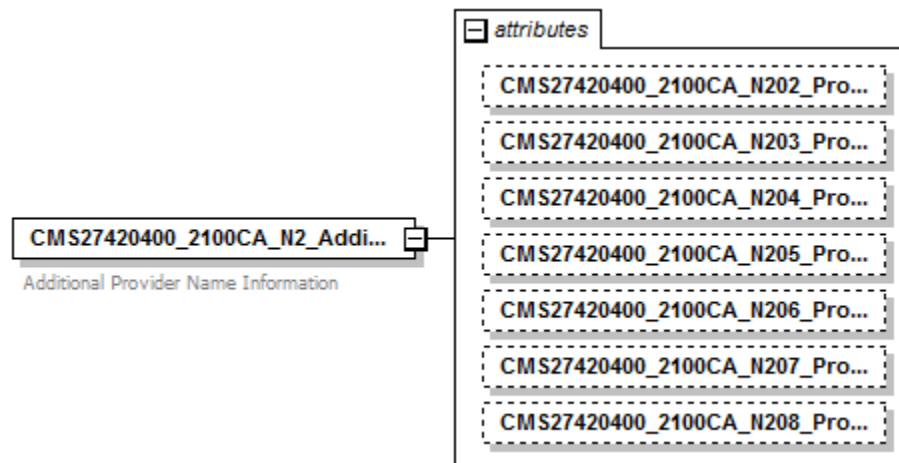 attributes
CMS27420400_2100CA_N202_Pro...
CMS27420400_2100CA_N203_Pro...
CMS27420400_2100CA_N204_Pro...
CMS27420400_2100CA_N2_Addi...
Additional Provider Name Information
CMS27420400_2100CA_N205_Pro...
CMS27420400_2100CA_N206_Pro...
CMS27420400_2100CA_N207_Pro...
CMS27420400_2100CA_N208_Pro...